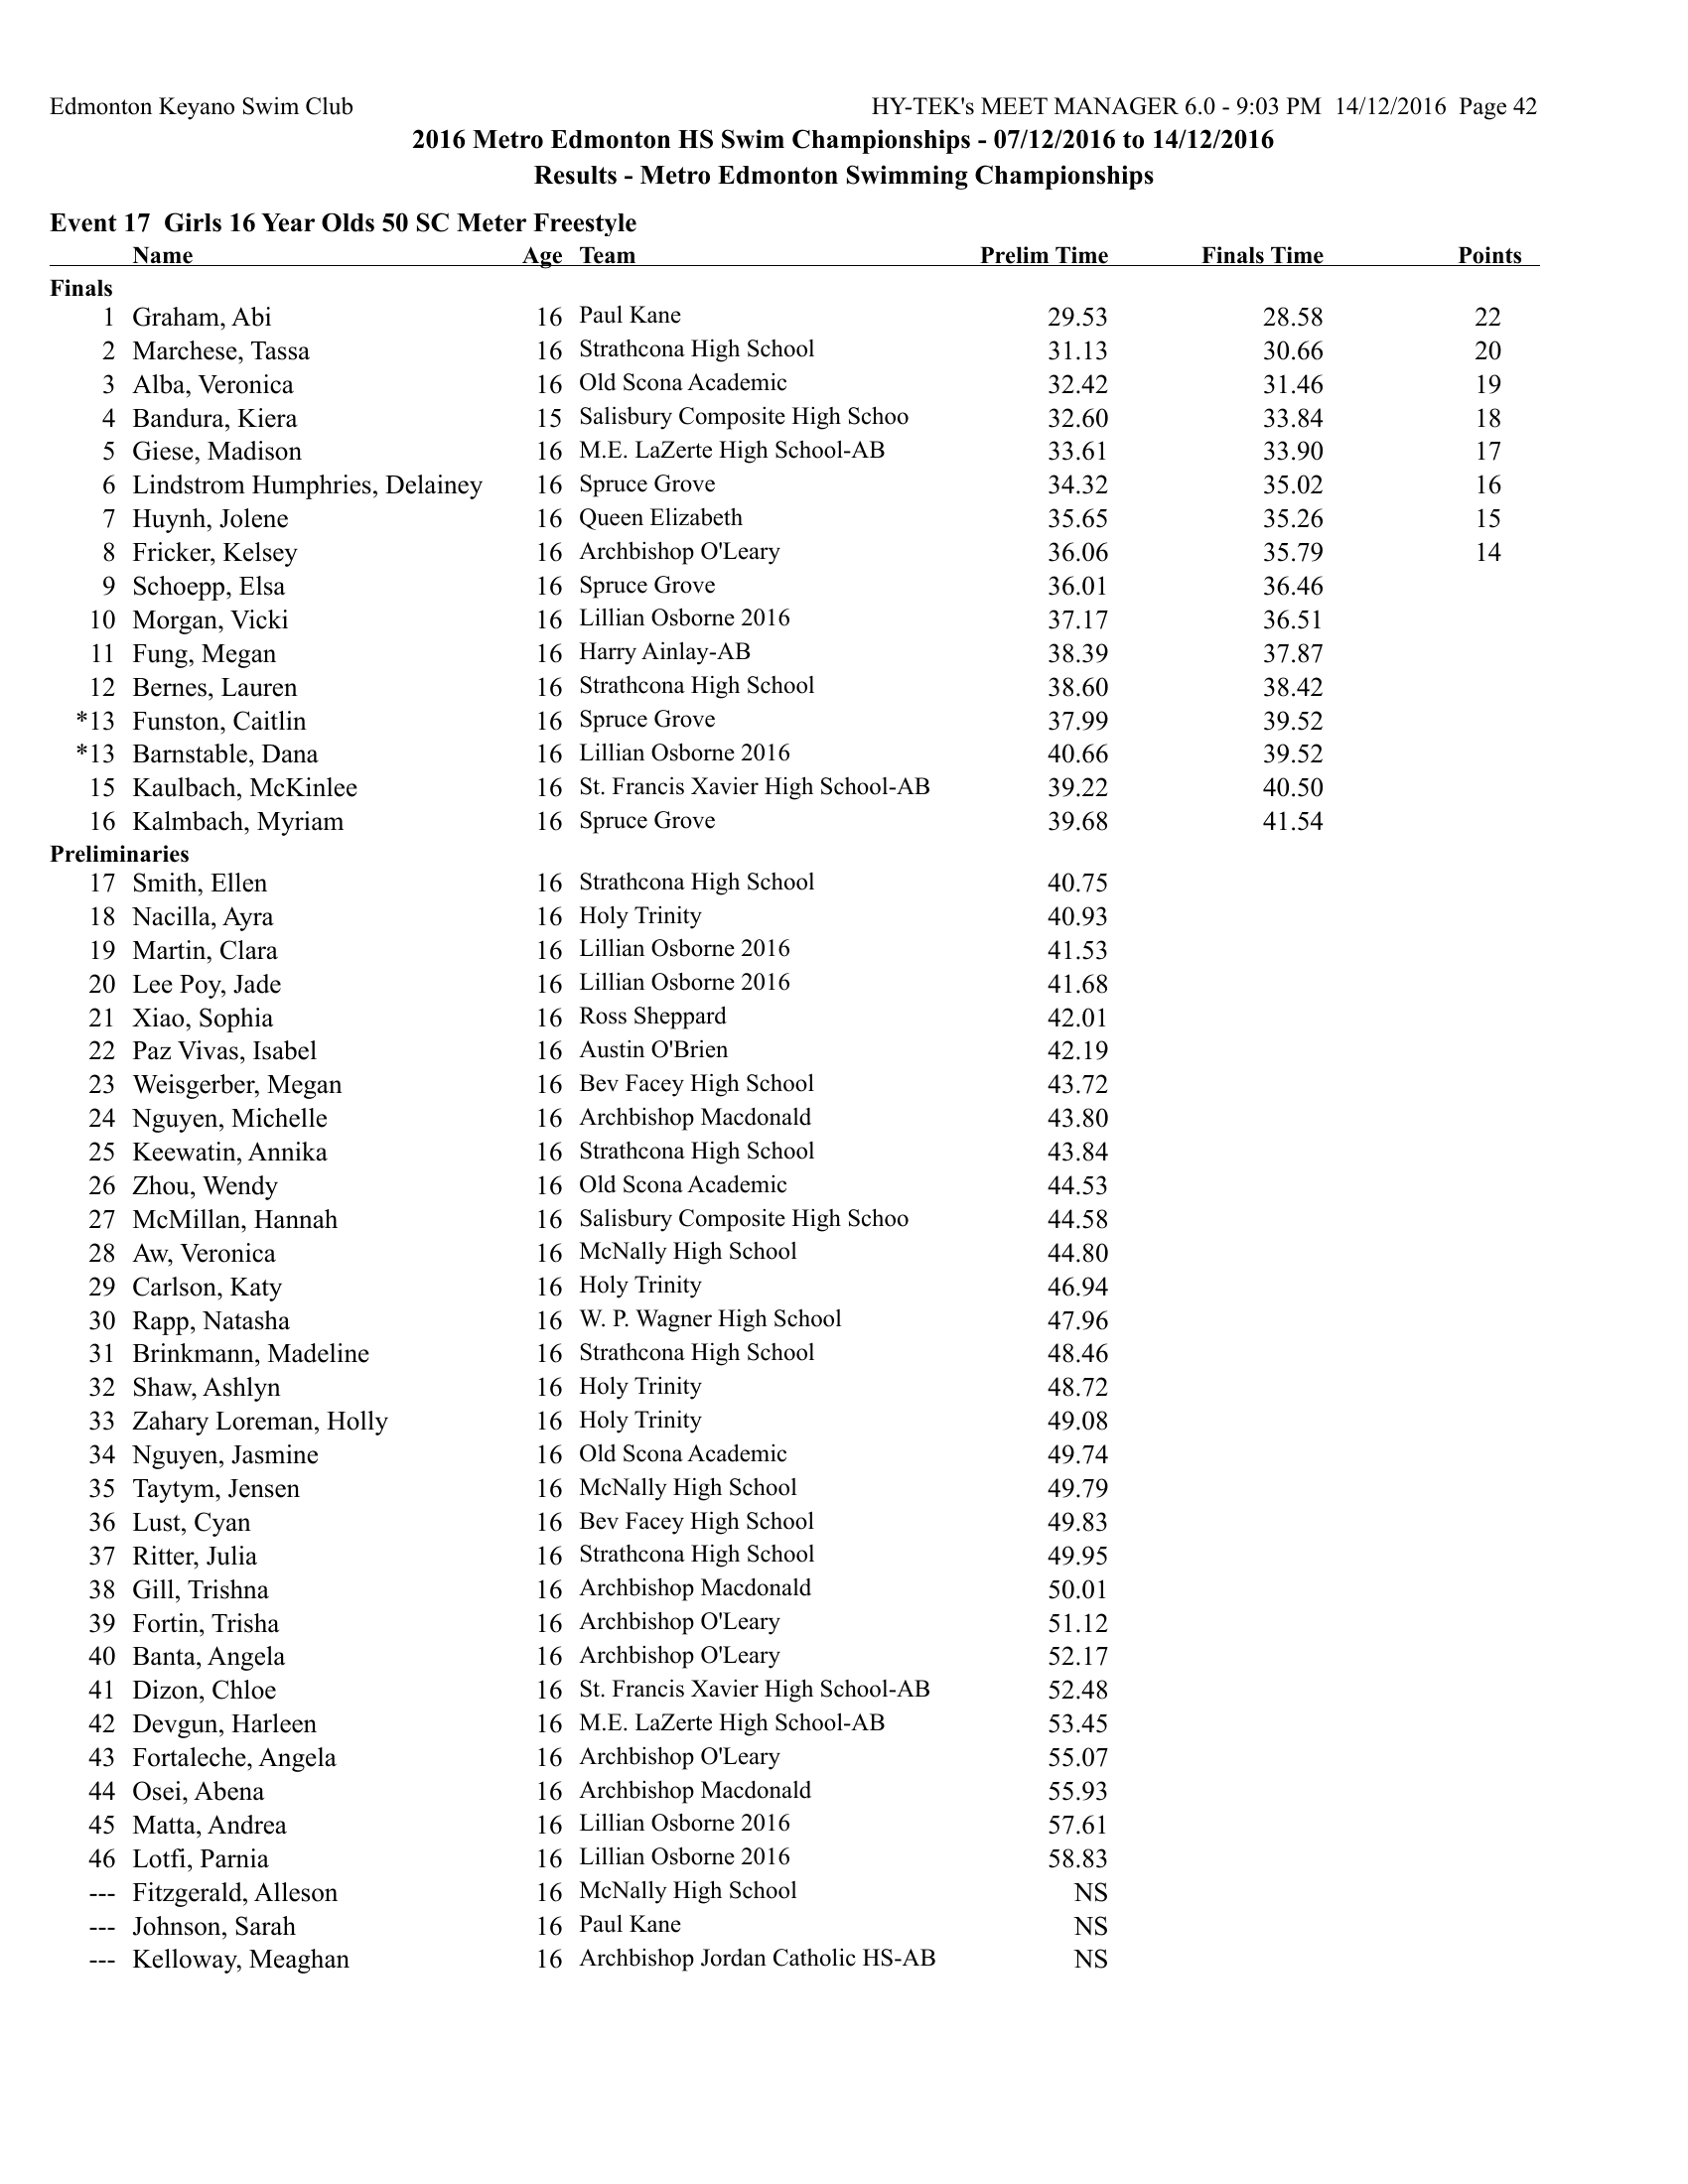 Edmonton Keyano Swim Club HY-TEK's MEET MANAGER 6.0 - 9:03 PM 14/12/2016 Page 42
2016 Metro Edmonton HS Swim Championships - 07/12/2016 to 14/12/2016
Results - Metro Edmonton Swimming Championships
Event 17 Girls 16 Year Olds 50 SC Meter Freestyle
Name Age Team Prelim Time Finals Time Points
Finals
1 Graham, Abi 16 Paul Kane 29.53 28.58 22
2 Marchese, Tassa 16 Strathcona High School 31.13 30.66 20
3 Alba, Veronica 16 Old Scona Academic 32.42 31.46 19
4 Bandura, Kiera 15 Salisbury Composite High Schoo 32.60 33.84 18
5 Giese, Madison 16 M.E. LaZerte High School-AB 33.61 33.90 17
6 Lindstrom Humphries, Delainey 16 Spruce Grove 34.32 35.02 16
7 Huynh, Jolene 16 Queen Elizabeth 35.65 35.26 15
8 Fricker, Kelsey 16 Archbishop O'Leary 36.06 35.79 14
9 Schoepp, Elsa 16 Spruce Grove 36.01 36.46
10 Morgan, Vicki 16 Lillian Osborne 2016 37.17 36.51
11 Fung, Megan 16 Harry Ainlay-AB 38.39 37.87
12 Bernes, Lauren 16 Strathcona High School 38.60 38.42
*13 Funston, Caitlin 16 Spruce Grove 37.99 39.52
*13 Barnstable, Dana 16 Lillian Osborne 2016 40.66 39.52
15 Kaulbach, McKinlee 16 St. Francis Xavier High School-AB 39.22 40.50
16 Kalmbach, Myriam 16 Spruce Grove 39.68 41.54
Preliminaries
17 Smith, Ellen 16 Strathcona High School 40.75
18 Nacilla, Ayra 16 Holy Trinity 40.93
19 Martin, Clara 16 Lillian Osborne 2016 41.53
20 Lee Poy, Jade 16 Lillian Osborne 2016 41.68
21 Xiao, Sophia 16 Ross Sheppard 42.01
22 Paz Vivas, Isabel 16 Austin O'Brien 42.19
23 Weisgerber, Megan 16 Bev Facey High School 43.72
24 Nguyen, Michelle 16 Archbishop Macdonald 43.80
25 Keewatin, Annika 16 Strathcona High School 43.84
26 Zhou, Wendy 16 Old Scona Academic 44.53
27 McMillan, Hannah 16 Salisbury Composite High Schoo 44.58
28 Aw, Veronica 16 McNally High School 44.80
29 Carlson, Katy 16 Holy Trinity 46.94
30 Rapp, Natasha 16 W. P. Wagner High School 47.96
31 Brinkmann, Madeline 16 Strathcona High School 48.46
32 Shaw, Ashlyn 16 Holy Trinity 48.72
33 Zahary Loreman, Holly 16 Holy Trinity 49.08
34 Nguyen, Jasmine 16 Old Scona Academic 49.74
35 Taytym, Jensen 16 McNally High School 49.79
36 Lust, Cyan 16 Bev Facey High School 49.83
37 Ritter, Julia 16 Strathcona High School 49.95
38 Gill, Trishna 16 Archbishop Macdonald 50.01
39 Fortin, Trisha 16 Archbishop O'Leary 51.12
40 Banta, Angela 16 Archbishop O'Leary 52.17
41 Dizon, Chloe 16 St. Francis Xavier High School-AB 52.48
42 Devgun, Harleen 16 M.E. LaZerte High School-AB 53.45
43 Fortaleche, Angela 16 Archbishop O'Leary 55.07
44 Osei, Abena 16 Archbishop Macdonald 55.93
45 Matta, Andrea 16 Lillian Osborne 2016 57.61
46 Lotfi, Parnia 16 Lillian Osborne 2016 58.83
--- Fitzgerald, Alleson 16 McNally High School NS
--- Johnson, Sarah 16 Paul Kane NS
--- Kelloway, Meaghan 16 Archbishop Jordan Catholic HS-AB NS